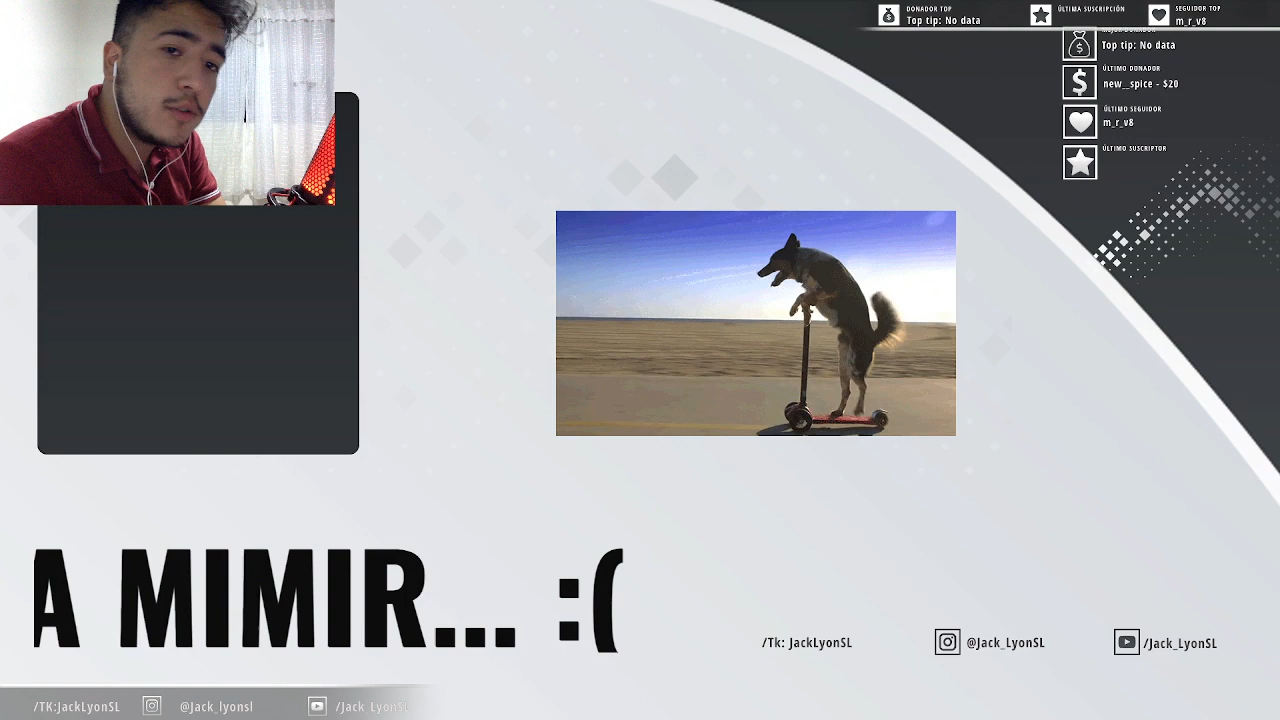 DONADOR TOP
Top tip: No data
ÚLTIMA SUSCRIPCIÓN
SEGUIDOR TOP
m_r_v8
Top tip: No data
ÚLTIMO DONADOR
new__spice - $20
ÚLTIMO SEGUIDOR
m_r_v8
ÚLTIMO SUSCRIPTOR
A MIMIR... :(
/Tk: JackLyonSL
@Jack_LyonSL
/Jack_LyonSL
/TK:JackLyonSL
@Jack_lyonsl
/Jack_LyonSL